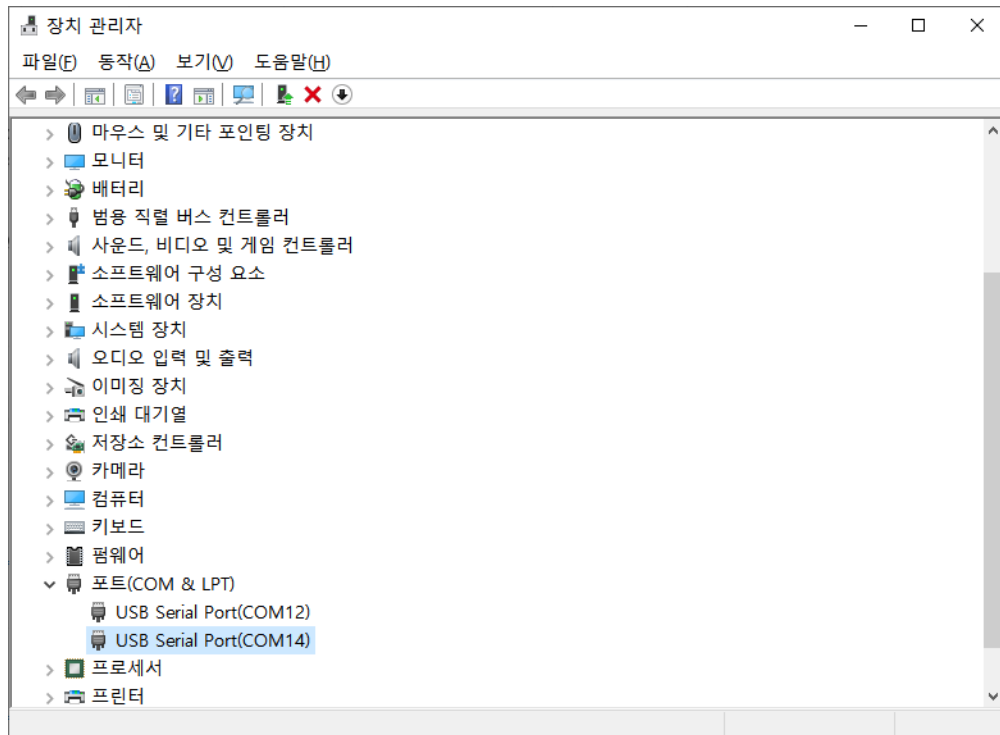 장치 관리자
파일(F) 동작(A) 보기(V) 도움말(H)
마우스 및 기타 포인팅 장치
모니터
배터리
범용 직렬 버스 컨트롤러
사운드, 비디오 및 게임 컨트롤러
소프트웨어 구성 요소
소프트웨어 장치
시스템 장치
오디오 입력 및 출력
이미징 장치
인쇄 대기열
저장소 컨트롤러
카메라
컴퓨터
키보드
펌웨어
포트(COM & LPT)
USB Serial Port(COM12)
USB Serial Port(COM14)
프로세서
프린터